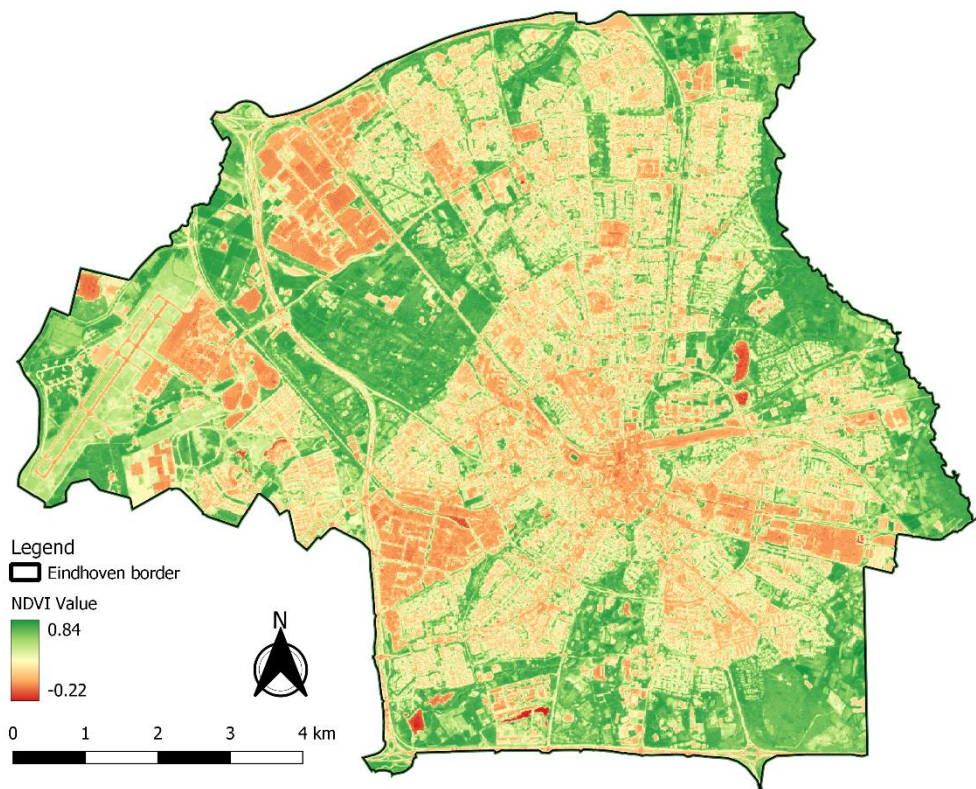 Legend
Eindhoven border
NDVI Value
0.84
-0.22
N
0 1 2 3 4 km